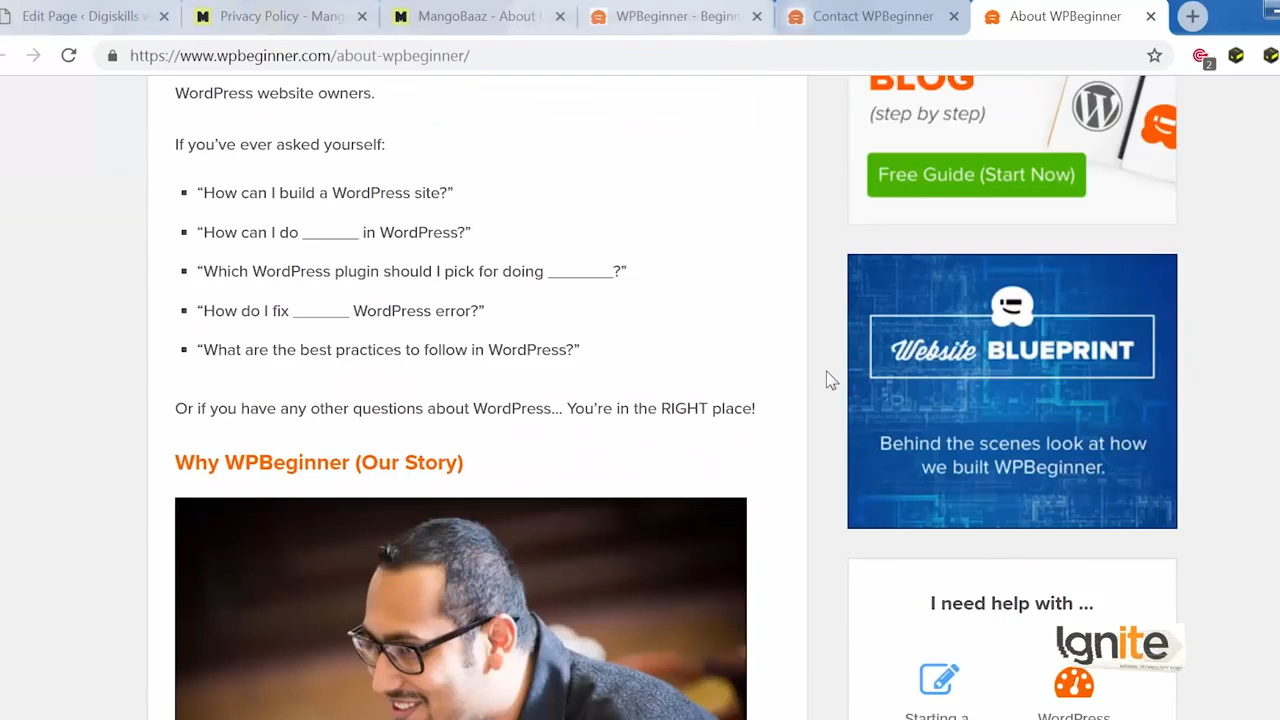 Edit Page ‹ Digiskills w
Privacy Policy - Mang
MangoBaaz - About U
WPBeginner - Beginn
Contact WPBeginner
About WPBeginner
https://www.wpbeginner.com/about-wpbeginner/
2
WordPress website owners.
If you’ve ever asked yourself:
“How can I build a WordPress site?”
“How can I do ______ in WordPress?”
“Which WordPress plugin should I pick for doing _______?”
“How do I fix ______ WordPress error?”
“What are the best practices to follow in WordPress?”
Or if you have any other questions about WordPress... You’re in the RIGHT place!
Why WPBeginner (Our Story)
BLOG
(step by step)
Free Guide (Start Now)
Website BLUEPRINT
Behind the scenes look at how
we built WPBeginner.
I need help with ...
Ignite
Starting a
WordPress